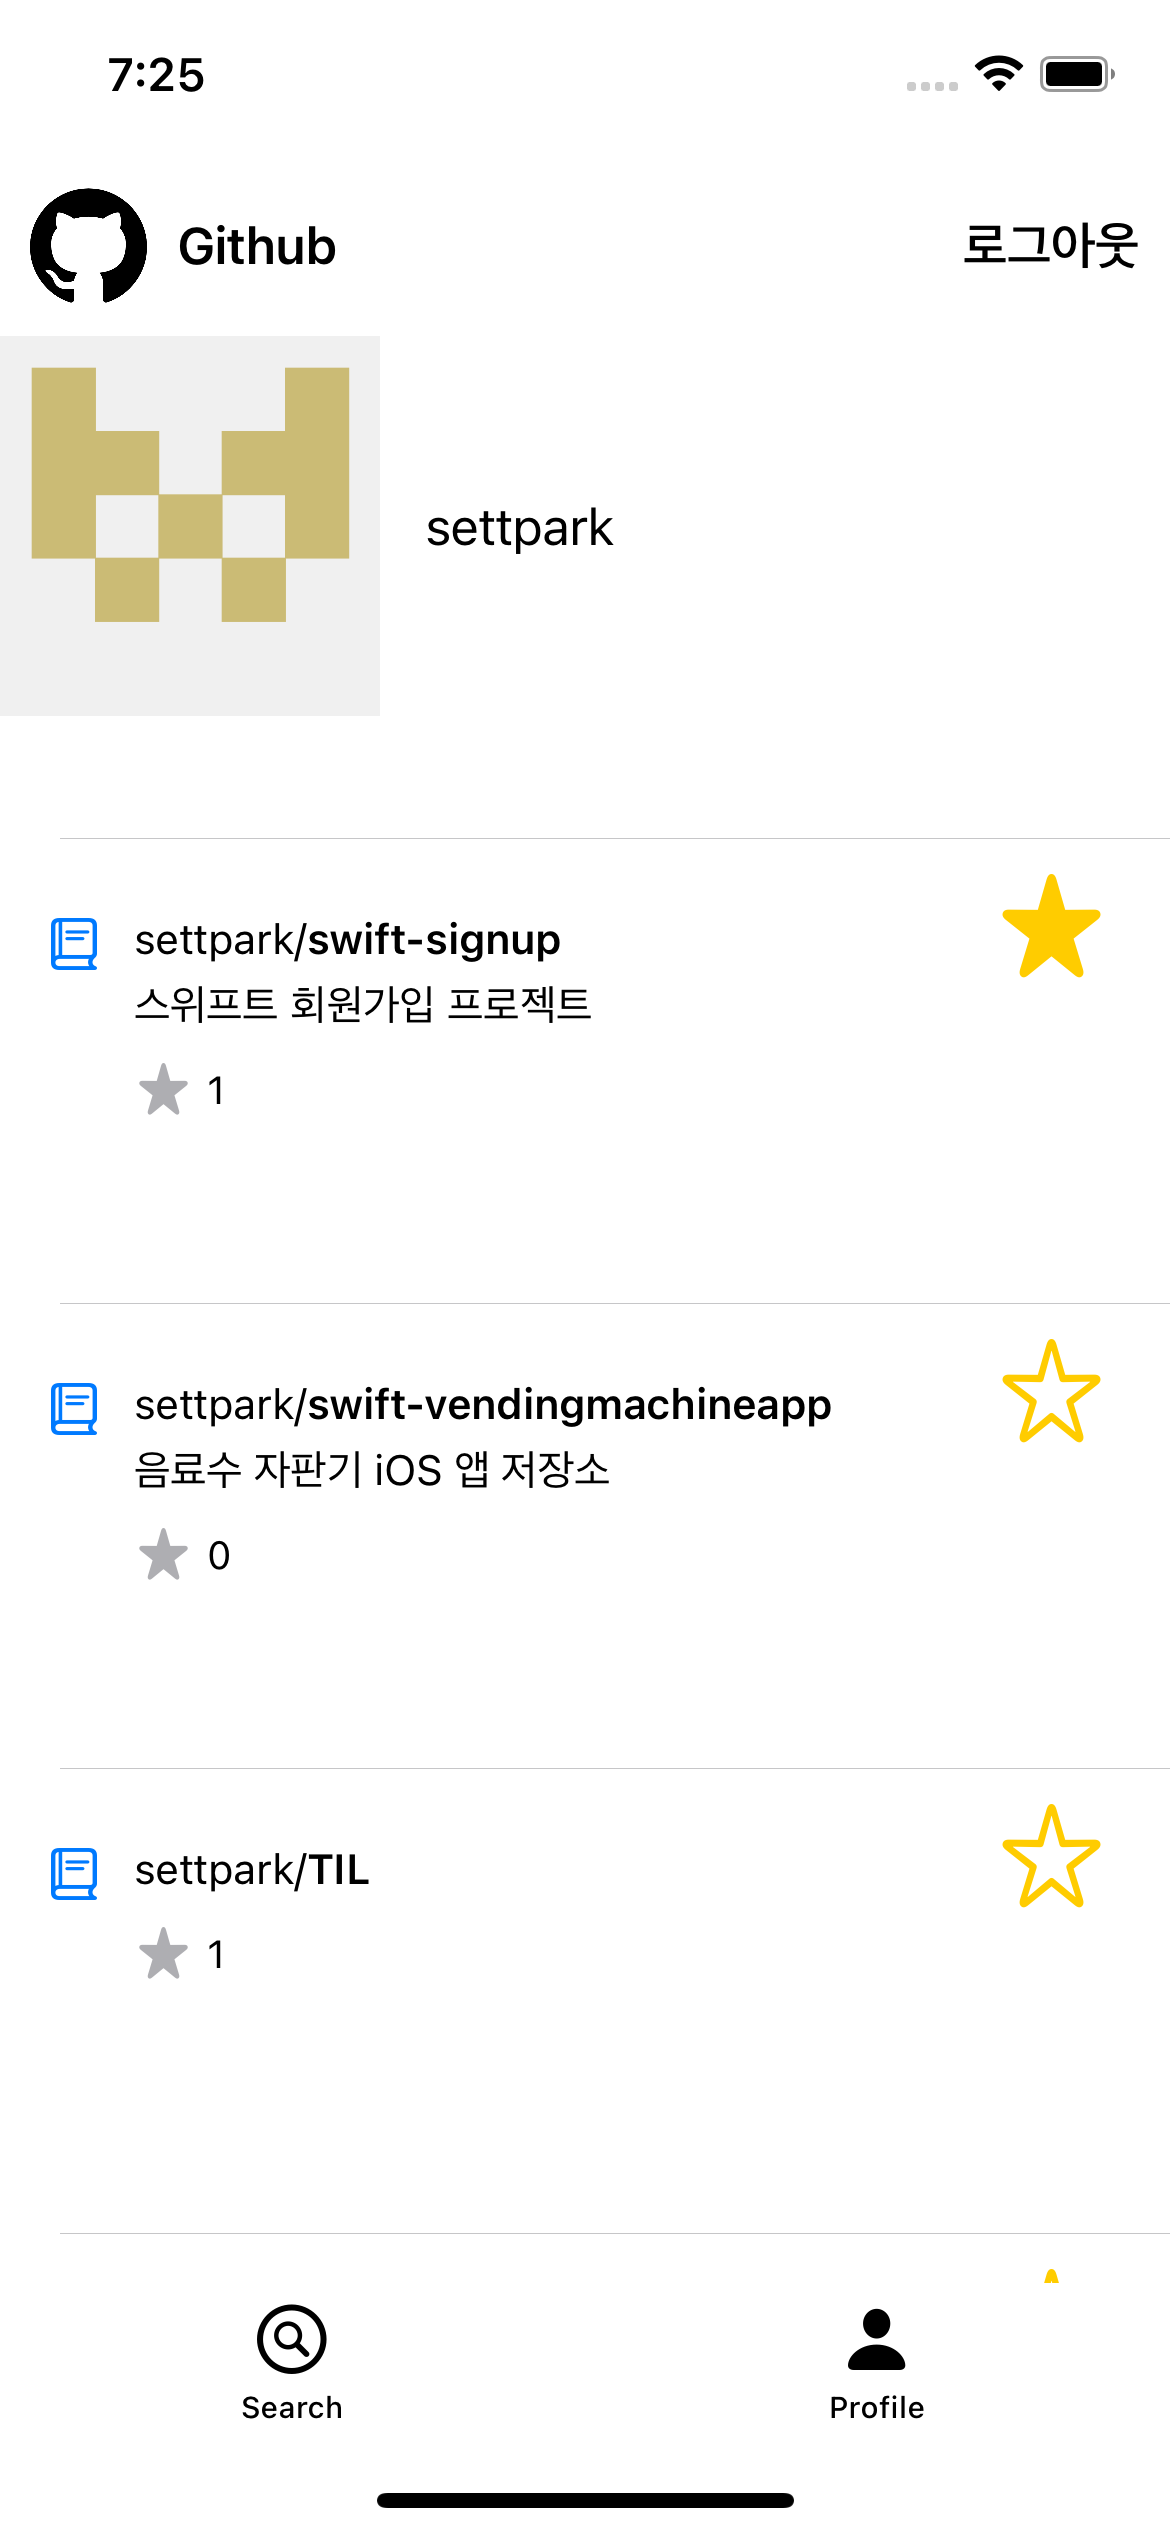 7:25
Github
로그아웃
settpark
settpark/swift-signup
스위프트 회원가입 프로젝트
1
settpark/swift-vendingmachineapp
음료수 자판기 iOS 앱 저장소
0
settpark/TIL
1
Search
Profile